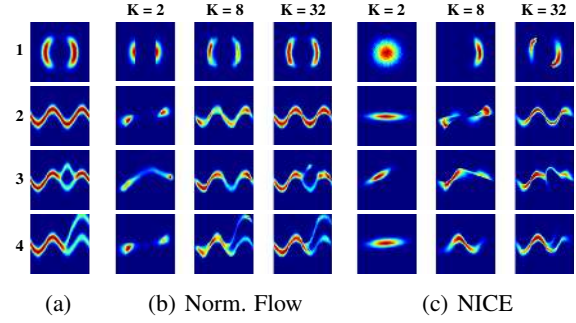 K = 2 K = 8 K = 32 K = 2 K = 8 K = 32
1
2
3
4
(a) (b) Norm. Flow (c) NICE